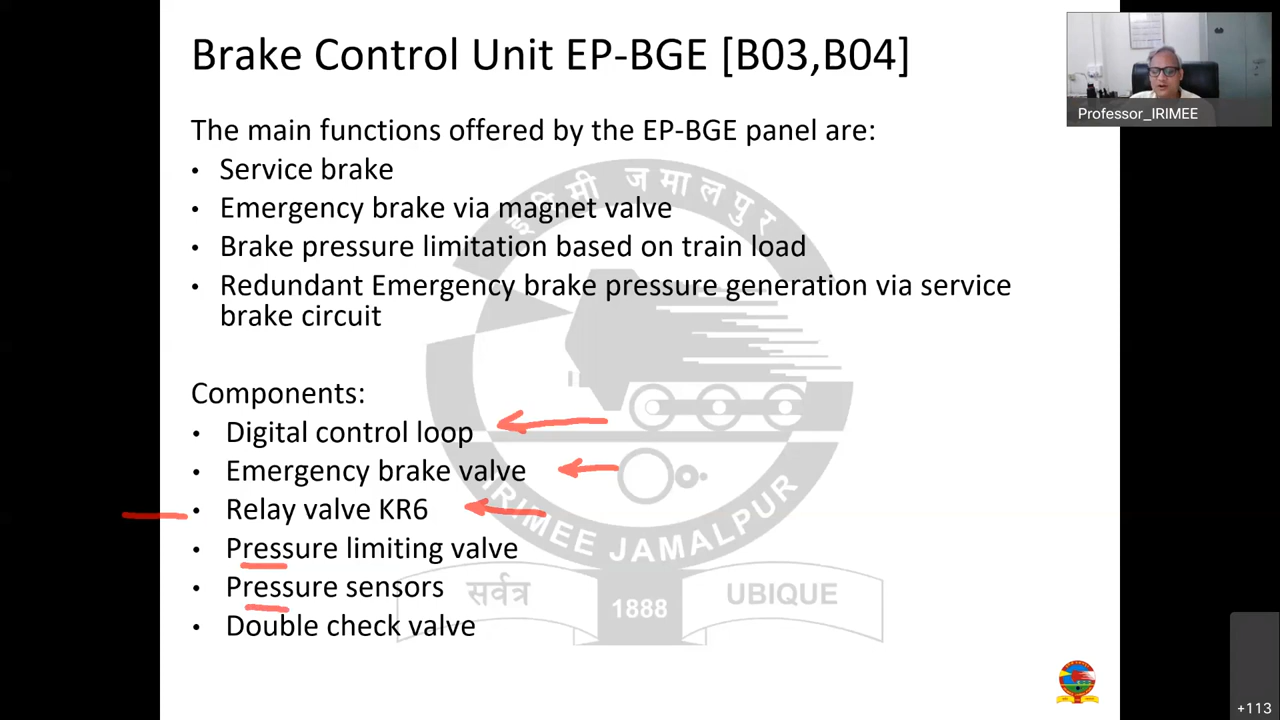 Brake Control Unit EP-BGE [B03,B04]
Professor_IRIMEE
The main functions offered by the EP-BGE panel are:
• Service brake
• Emergency brake via magnet valve
• Brake pressure limitation based on train load
• Redundant Emergency brake pressure generation via service
brake circuit
Components:
• Digital control loop
• Emergency brake valve
• Relay valve KR6
• Pressure limiting valve
• Pressure sensors
• Double check valve
इरिमी जमालपुर
IRIMEE JAMALPUR
सर्वत्र
1888
UBIQUE
+113